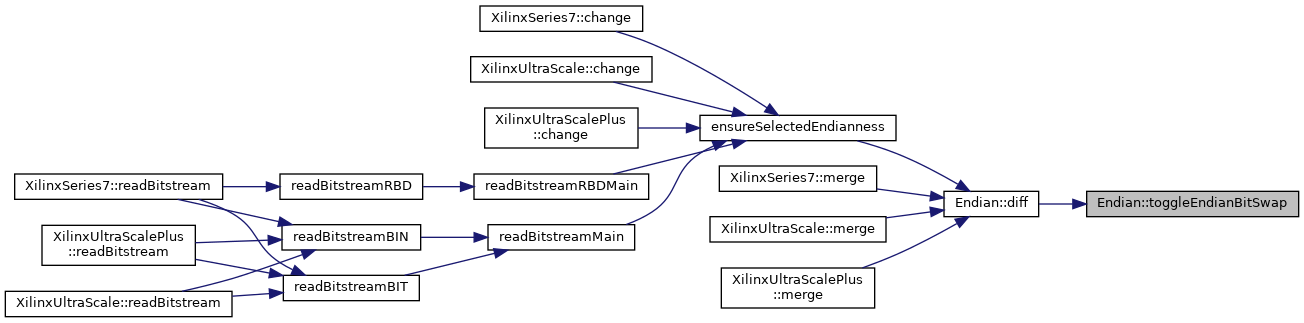 XilinxSeries7::change
XilinxUltraScale::change
XilinxUltraScalePlus
::change
ensureSelectedEndianness
XilinxSeries7::readBitstream
readBitstreamRBD
readBitstreamRBDMain
XilinxSeries7::merge
Endian::diff
Endian::toggleEndianBitSwap
XilinxUltraScalePlus
::readBitstream
readBitstreamBIN
readBitstreamMain
XilinxUltraScale::merge
XilinxUltraScale::readBitstream
readBitstreamBIT
XilinxUltraScalePlus
::merge